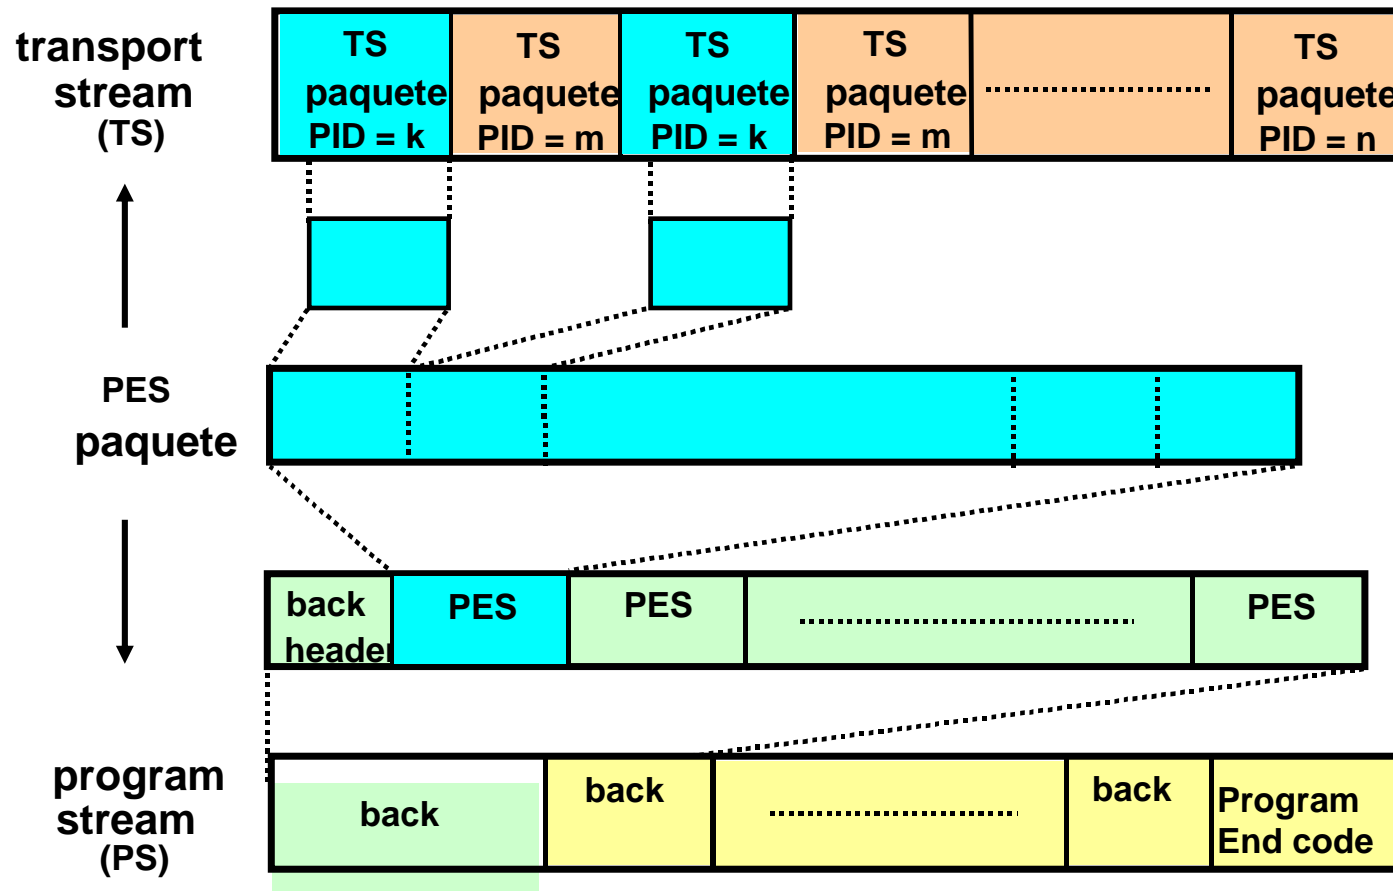 transport
stream
(TS)
TS
paquete
PID = k
TS
paquete
PID = m
TS
paquete
PID = k
TS
paquete
PID = m
TS
paquete
PID = n
PES
paquete
back
header
PES
PES
PES
program
stream
(PS)
back
back
back
Program
End code